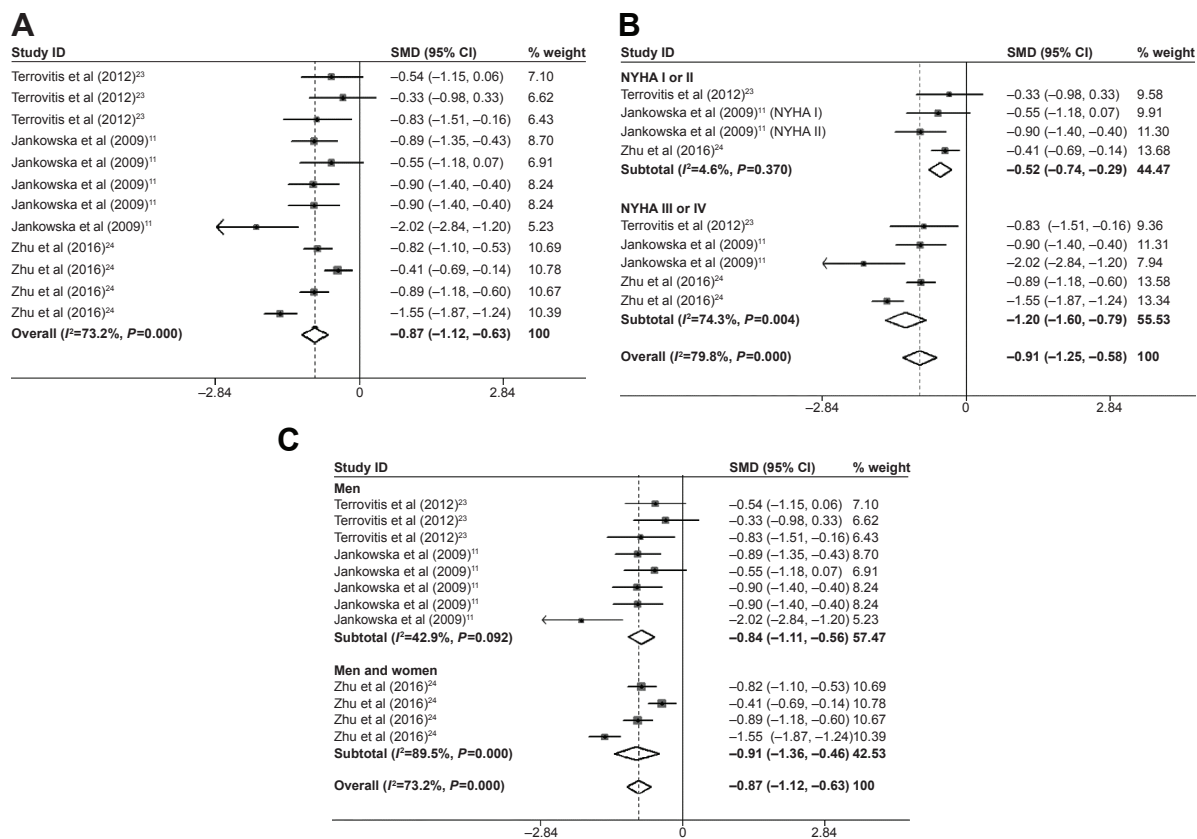 A
Study ID SMD (95% CI) % weight
Terrovitis et al (2012)²³ –0.54 (–1.15, 0.06) 7.10
Terrovitis et al (2012)²³ –0.33 (–0.98, 0.33) 6.62
Terrovitis et al (2012)²³ –0.83 (–1.51, –0.16) 6.43
Jankowska et al (2009)¹¹ –0.89 (–1.35, –0.43) 8.70
Jankowska et al (2009)¹¹ –0.55 (–1.18, 0.07) 6.91
Jankowska et al (2009)¹¹ –0.90 (–1.40, –0.40) 8.24
Jankowska et al (2009)¹¹ –0.90 (–1.40, –0.40) 8.24
Jankowska et al (2009)¹¹ –2.02 (–2.84, –1.20) 5.23
Zhu et al (2016)²⁴ –0.82 (–1.10, –0.53) 10.69
Zhu et al (2016)²⁴ –0.41 (–0.69, –0.14) 10.78
Zhu et al (2016)²⁴ –0.89 (–1.18, –0.60) 10.67
Zhu et al (2016)²⁴ –1.55 (–1.87, –1.24) 10.39
Overall (I²=73.2%, P=0.000) –0.87 (–1.12, –0.63) 100
–2.84 0 2.84
B
Study ID SMD (95% CI) % weight
NYHA I or II
Terrovitis et al (2012)²³ –0.33 (–0.98, 0.33) 9.58
Jankowska et al (2009)¹¹ (NYHA I) –0.55 (–1.18, 0.07) 9.91
Jankowska et al (2009)¹¹ (NYHA II) –0.90 (–1.40, –0.40) 11.30
Zhu et al (2016)²⁴ –0.41 (–0.69, –0.14) 13.68
Subtotal (I²=4.6%, P=0.370) –0.52 (–0.74, –0.29) 44.47
NYHA III or IV
Terrovitis et al (2012)²³ –0.83 (–1.51, –0.16) 9.36
Jankowska et al (2009)¹¹ –0.90 (–1.40, –0.40) 11.31
Jankowska et al (2009)¹¹ –2.02 (–2.84, –1.20) 7.94
Zhu et al (2016)²⁴ –0.89 (–1.18, –0.60) 13.58
Zhu et al (2016)²⁴ –1.55 (–1.87, –1.24) 13.34
Subtotal (I²=74.3%, P=0.004) –1.20 (–1.60, –0.79) 55.53
Overall (I²=79.8%, P=0.000) –0.91 (–1.25, –0.58) 100
–2.84 0 2.84
C
Study ID SMD (95% CI) % weight
Men
Terrovitis et al (2012)²³ –0.54 (–1.15, 0.06) 7.10
Terrovitis et al (2012)²³ –0.33 (–0.98, 0.33) 6.62
Terrovitis et al (2012)²³ –0.83 (–1.51, –0.16) 6.43
Jankowska et al (2009)¹¹ –0.89 (–1.35, –0.43) 8.70
Jankowska et al (2009)¹¹ –0.55 (–1.18, 0.07) 6.91
Jankowska et al (2009)¹¹ –0.90 (–1.40, –0.40) 8.24
Jankowska et al (2009)¹¹ –0.90 (–1.40, –0.40) 8.24
Jankowska et al (2009)¹¹ –2.02 (–2.84, –1.20) 5.23
Subtotal (I²=42.9%, P=0.092) –0.84 (–1.11, –0.56) 57.47
Men and women
Zhu et al (2016)²⁴ –0.82 (–1.10, –0.53) 10.69
Zhu et al (2016)²⁴ –0.41 (–0.69, –0.14) 10.78
Zhu et al (2016)²⁴ –0.89 (–1.18, –0.60) 10.67
Zhu et al (2016)²⁴ –1.55 (–1.87, –1.24) 10.39
Subtotal (I²=89.5%, P=0.000) –0.91 (–1.36, –0.46) 42.53
Overall (I²=73.2%, P=0.000) –0.87 (–1.12, –0.63) 100
–2.84 0 2.84